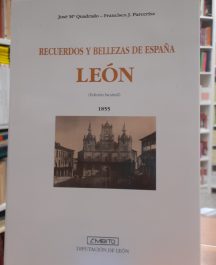 José Mª Quadrado - Francisco J. Parcerisa
RECUERDOS Y BELLEZAS DE ESPAÑA
LEÓN
(Edición facsímil)
1855
ÁMBITO
DIPUTACIÓN DE LEÓN